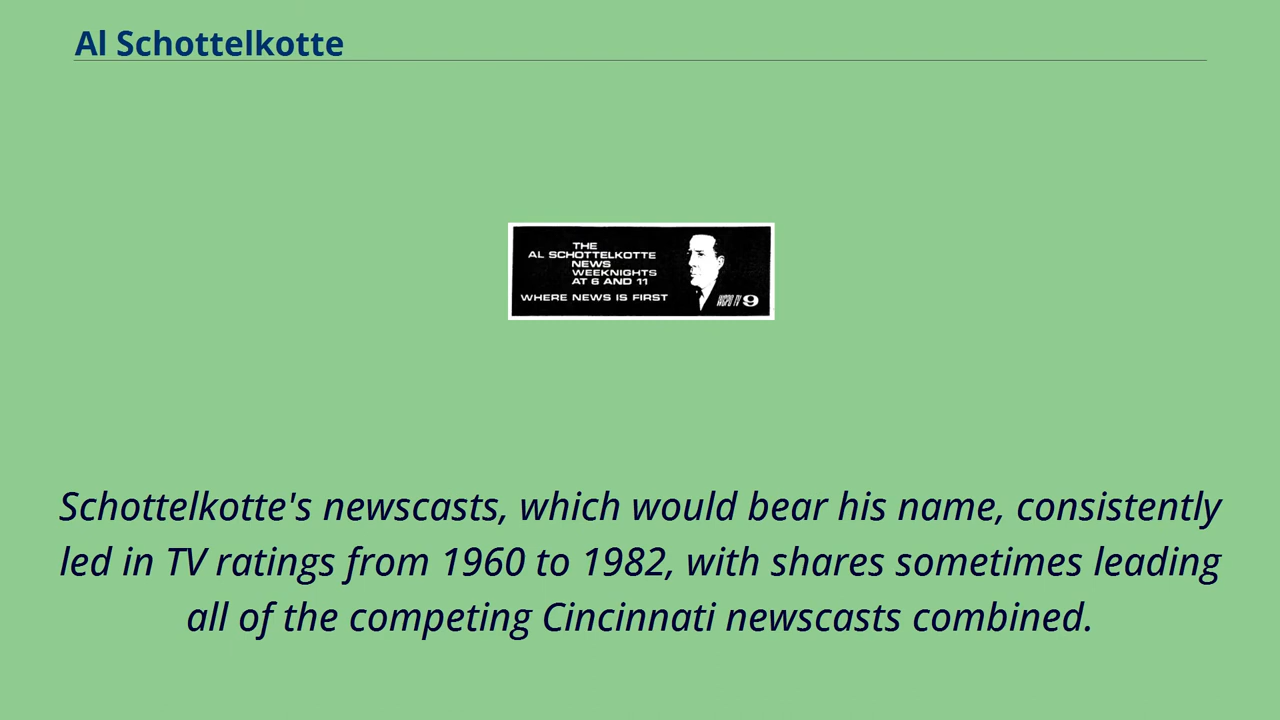 Al Schottelkotte
THE
AL SCHOTTELKOTTE
NEWS
WEEKNIGHTS
AT 6 AND 11
WHERE NEWS IS FIRST
WCPO TV 9
Schottelkotte's newscasts, which would bear his name, consistently
led in TV ratings from 1960 to 1982, with shares sometimes leading
all of the competing Cincinnati newscasts combined.